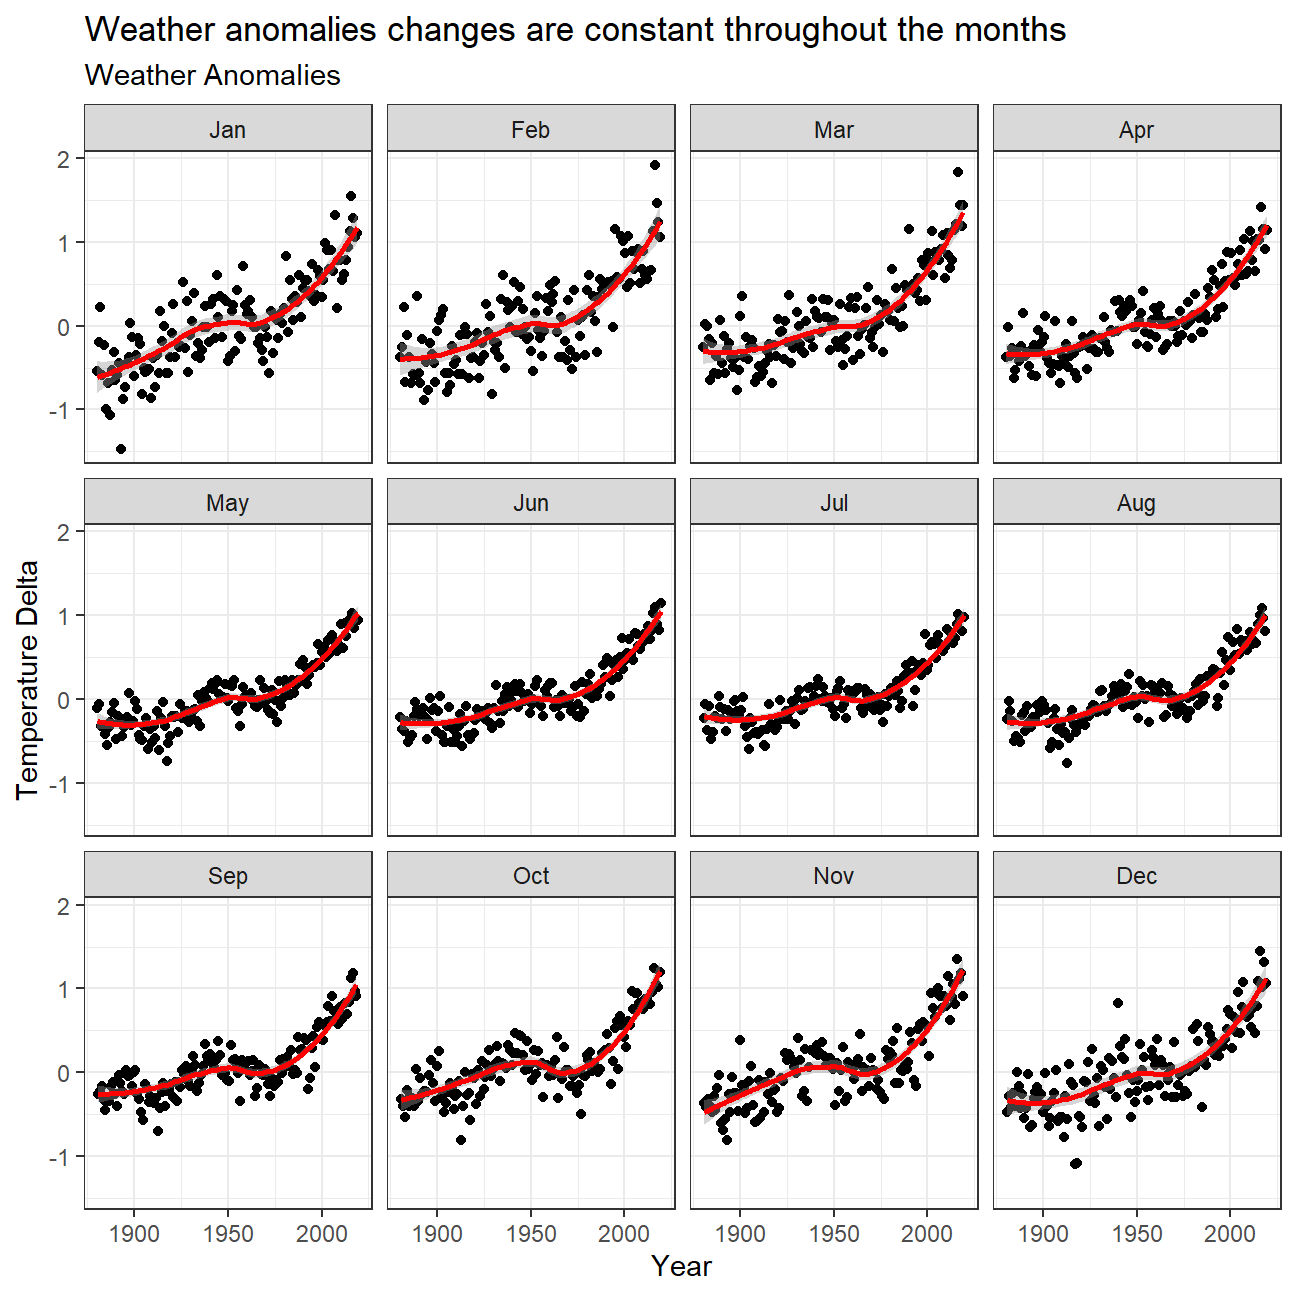 Weather anomalies changes are constant throughout the months
Weather Anomalies
Jan Feb Mar Apr
2
1
0
-1
May Jun Jul Aug
2
1
0
-1
Temperature Delta
Sep Oct Nov Dec
2
1
0
-1
1900 1950 2000 1900 1950 2000 1900 1950 2000 1900 1950 2000
Year